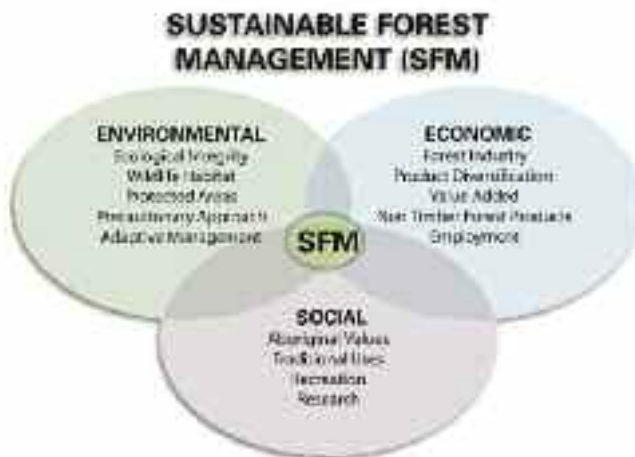 SUSTAINABLE FOREST
MANAGEMENT (SFM)
ENVIRONMENTAL
Ecological Integrity
Wildlife Habitat
Protected Areas
Precautionary Approach
Adaptive Management
ECONOMIC
Forest Industry
Product Diversification
Value Added
Non Timber Forest Products
Employment
SFM
SOCIAL
Aboriginal Values
Traditional Uses
Recreation
Research